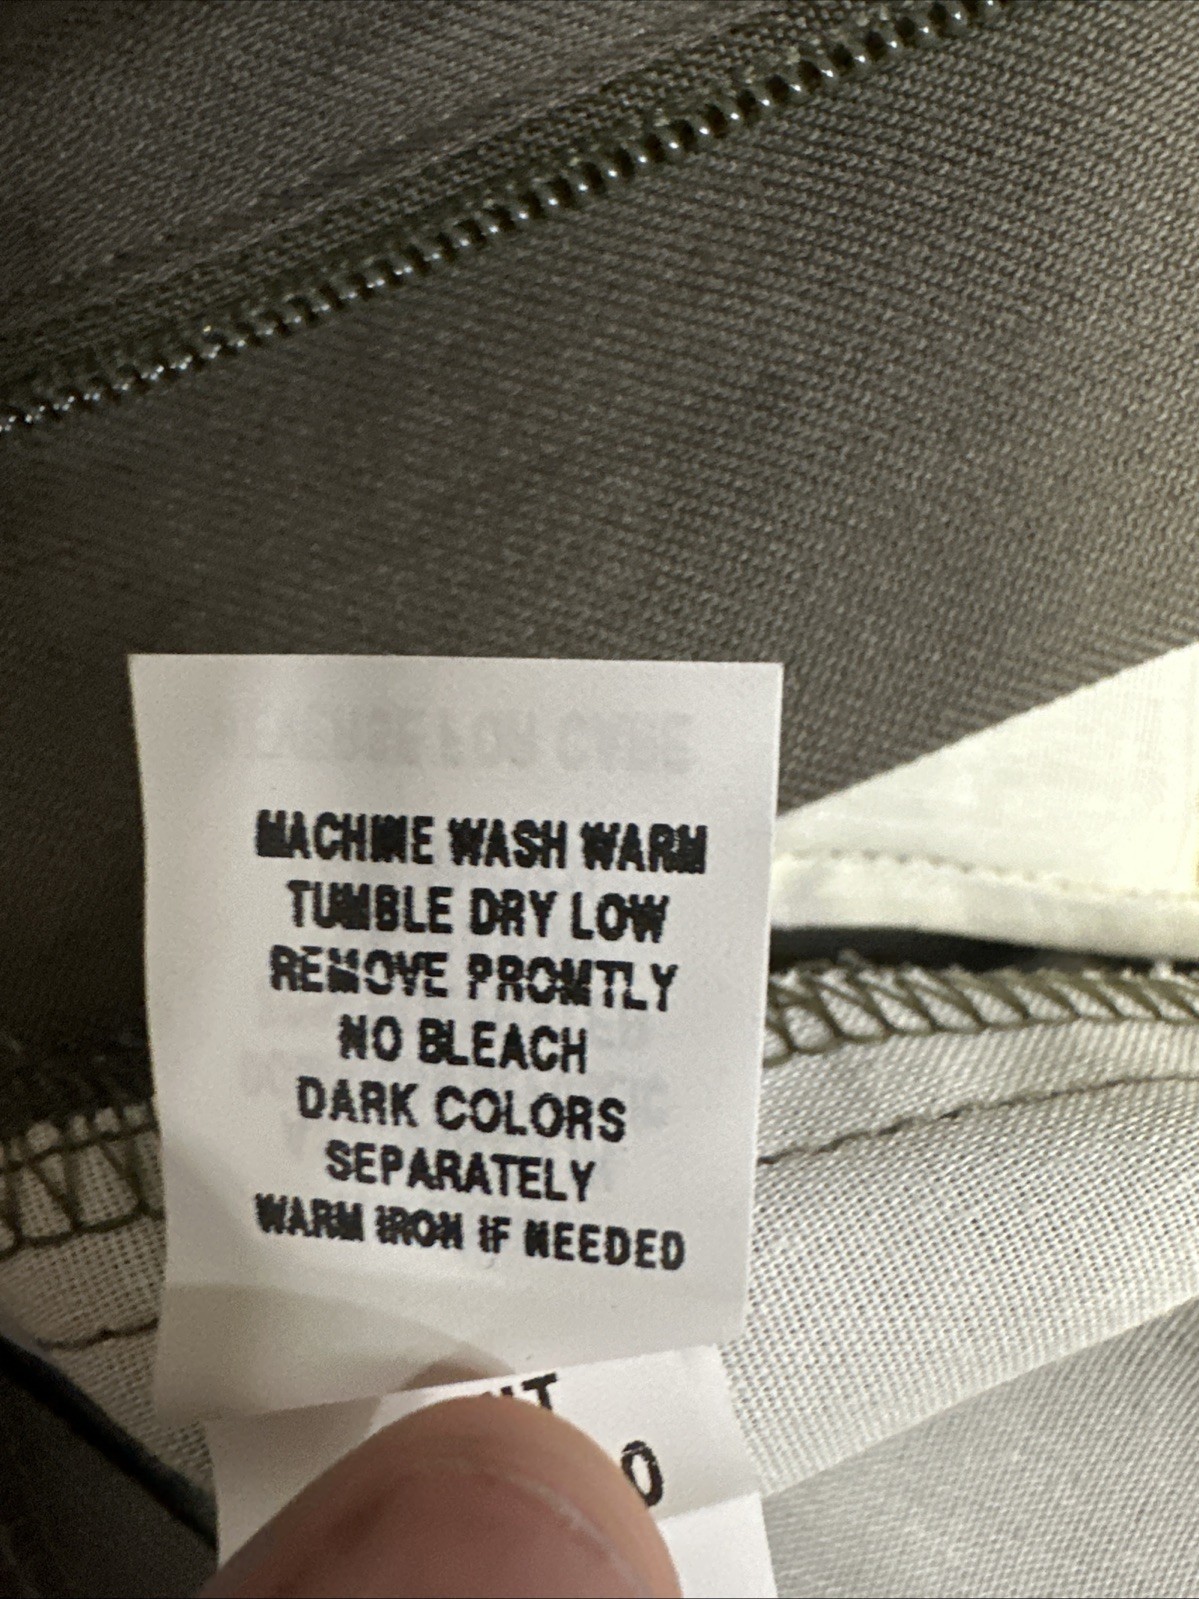 MACHINE WASH WARM
TUMBLE DRY LOW
REMOVE PROMTLY
NO BLEACH
DARK COLORS
SEPARATELY
WARM IRON IF NEEDED